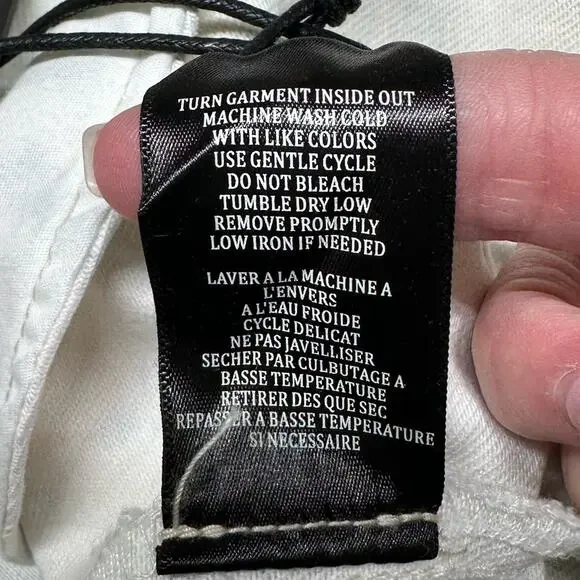 TURN GARMENT INSIDE OUT
MACHINE WASH COLD
WITH LIKE COLORS
USE GENTLE CYCLE
DO NOT BLEACH
TUMBLE DRY LOW
REMOVE PROMPTLY
LOW IRON IF NEEDED
LAVER A LA MACHINE A
L'ENVERS
A L'EAU FROIDE
CYCLE DELICAT
NE PAS JAVELLISER
SECHER PAR CULBUTAGE A
BASSE TEMPERATURE
RETIRER DES QUE SEC
REPASSER A BASSE TEMPERATURE
SI NECESSAIRE